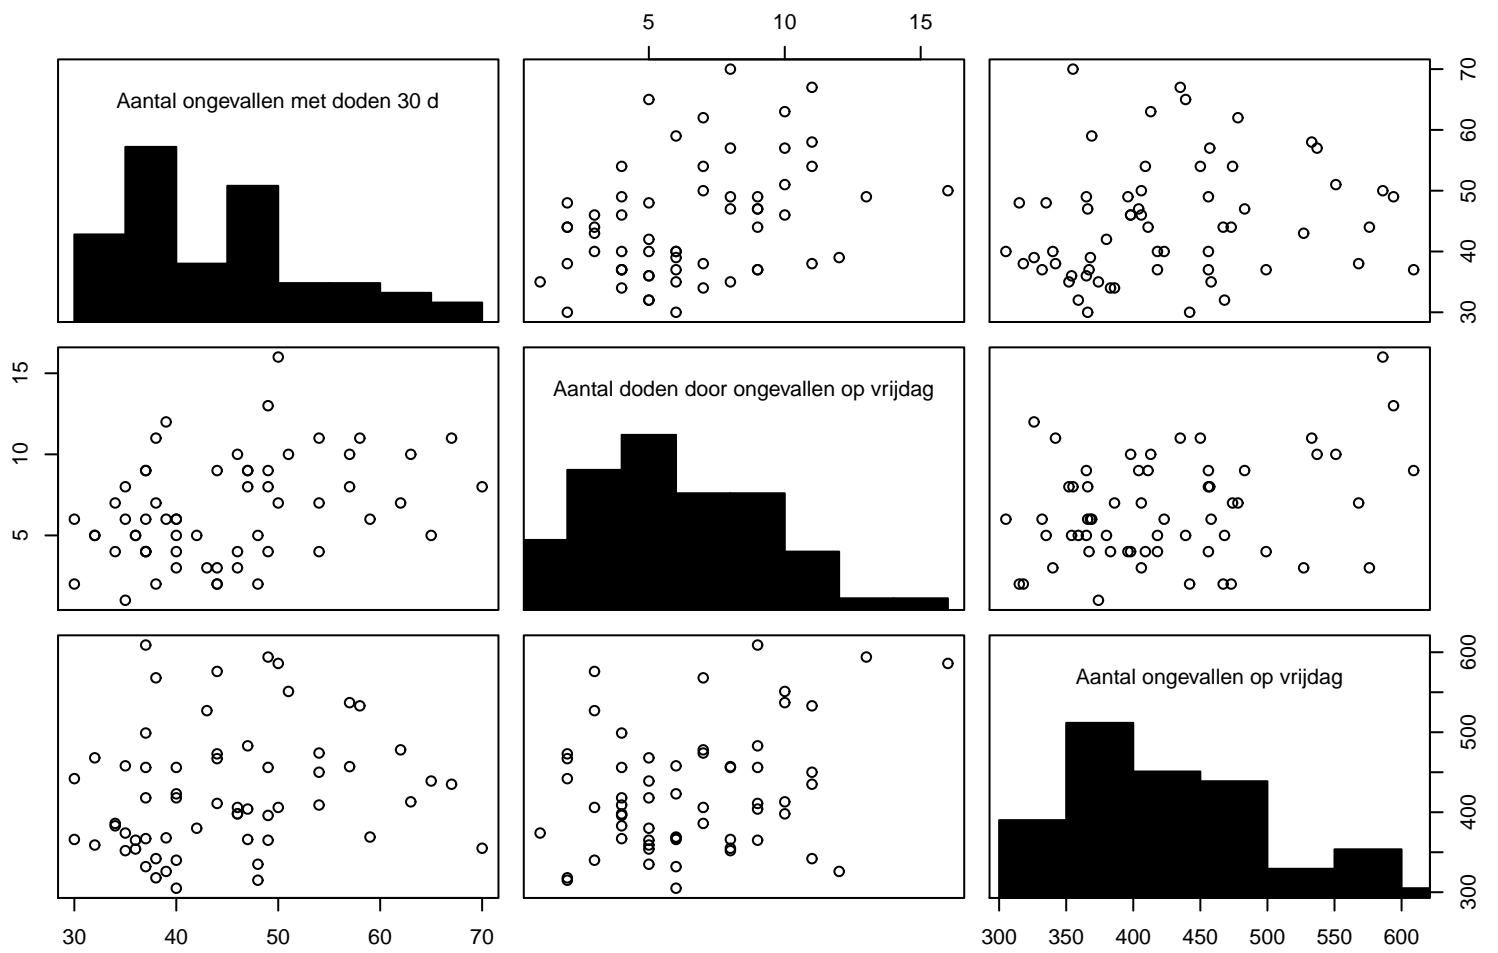 5 10 15
Aantal ongevallen met doden 30 d
30 40 50 60 70
5 10 15
Aantal doden door ongevallen op vrijdag
Aantal ongevallen op vrijdag
300 400 500 600
30 40 50 60 70
300 350 400 450 500 550 600